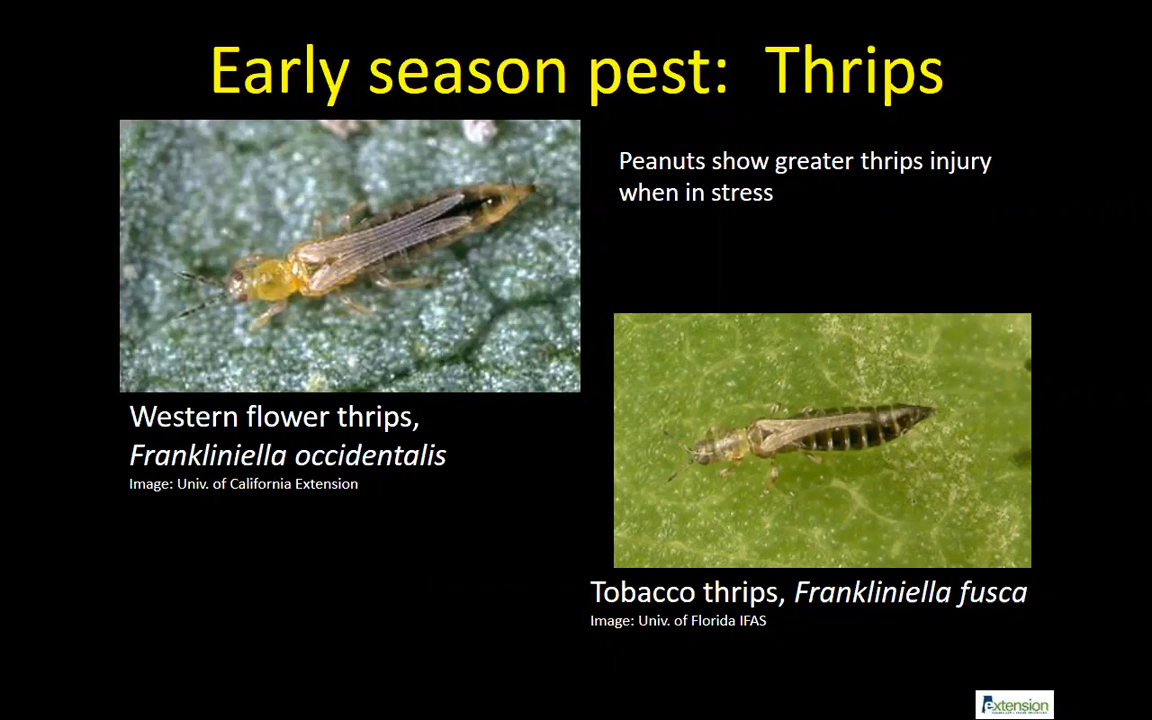 Early season pest: Thrips
Peanuts show greater thrips injury
when in stress
Western flower thrips,
Frankliniella occidentalis
Image: Univ. of California Extension
Tobacco thrips, Frankliniella fusca
Image: Univ. of Florida IFAS
extension